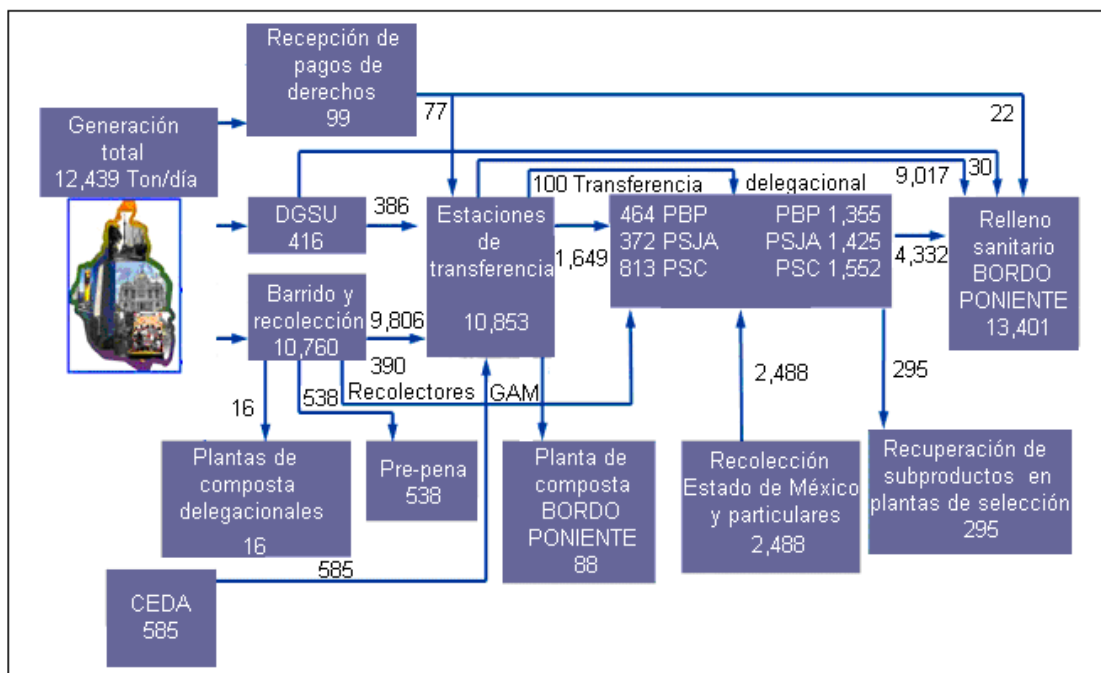 Recepción de
pagos de
derechos
99
77
22
Generación
total
12,439 Ton/día
DGSU
416
386
Estaciones
de
transferencia
10,853
100 Transferencia delegacional
9,017
30
1,649
464 PBP PBP 1,355
372 PSJA PSJA 1,425
813 PSC PSC 1,552
4,332
Relleno
sanitario
BORDO
PONIENTE
13,401
Barrido y
recolección
10,760
9,806
390
Recolectores GAM
16
538
2,488
295
Plantas de
composta
delegacionales
16
Pre-pena
538
Planta de
composta
BORDO
PONIENTE
88
Recolección
Estado de México
y particulares
2,488
Recuperación de
subproductos en
plantas de selección
295
585
CEDA
585